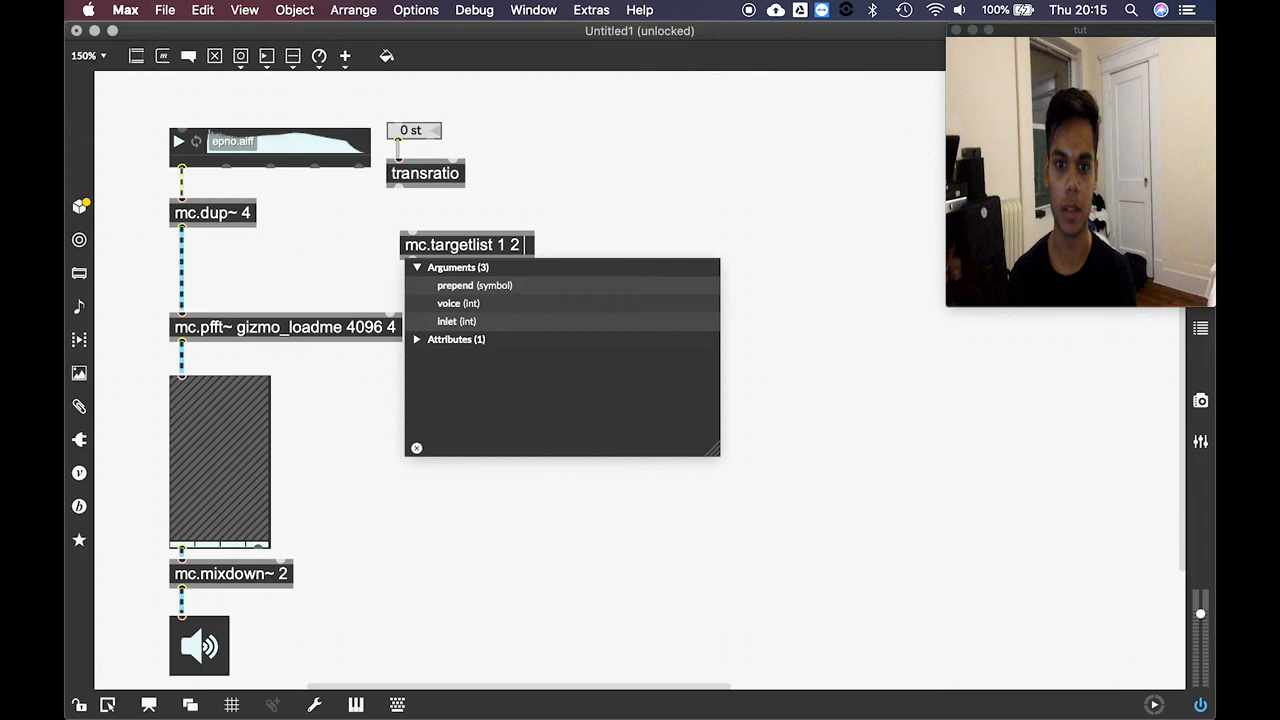 Max File Edit View Object Arrange Options Debug Window Extras Help 100% Thu 20:15
Untitled1 (unlocked)
tut
150%
epno.aiff
0 st
transratio
mc.dup~ 4
mc.targetlist 1 2
Arguments (3)
prepend (symbol)
voice (int)
inlet (int)
Attributes (1)
mc.pfft~ gizmo_loadme 4096 4
mc.mixdown~ 2